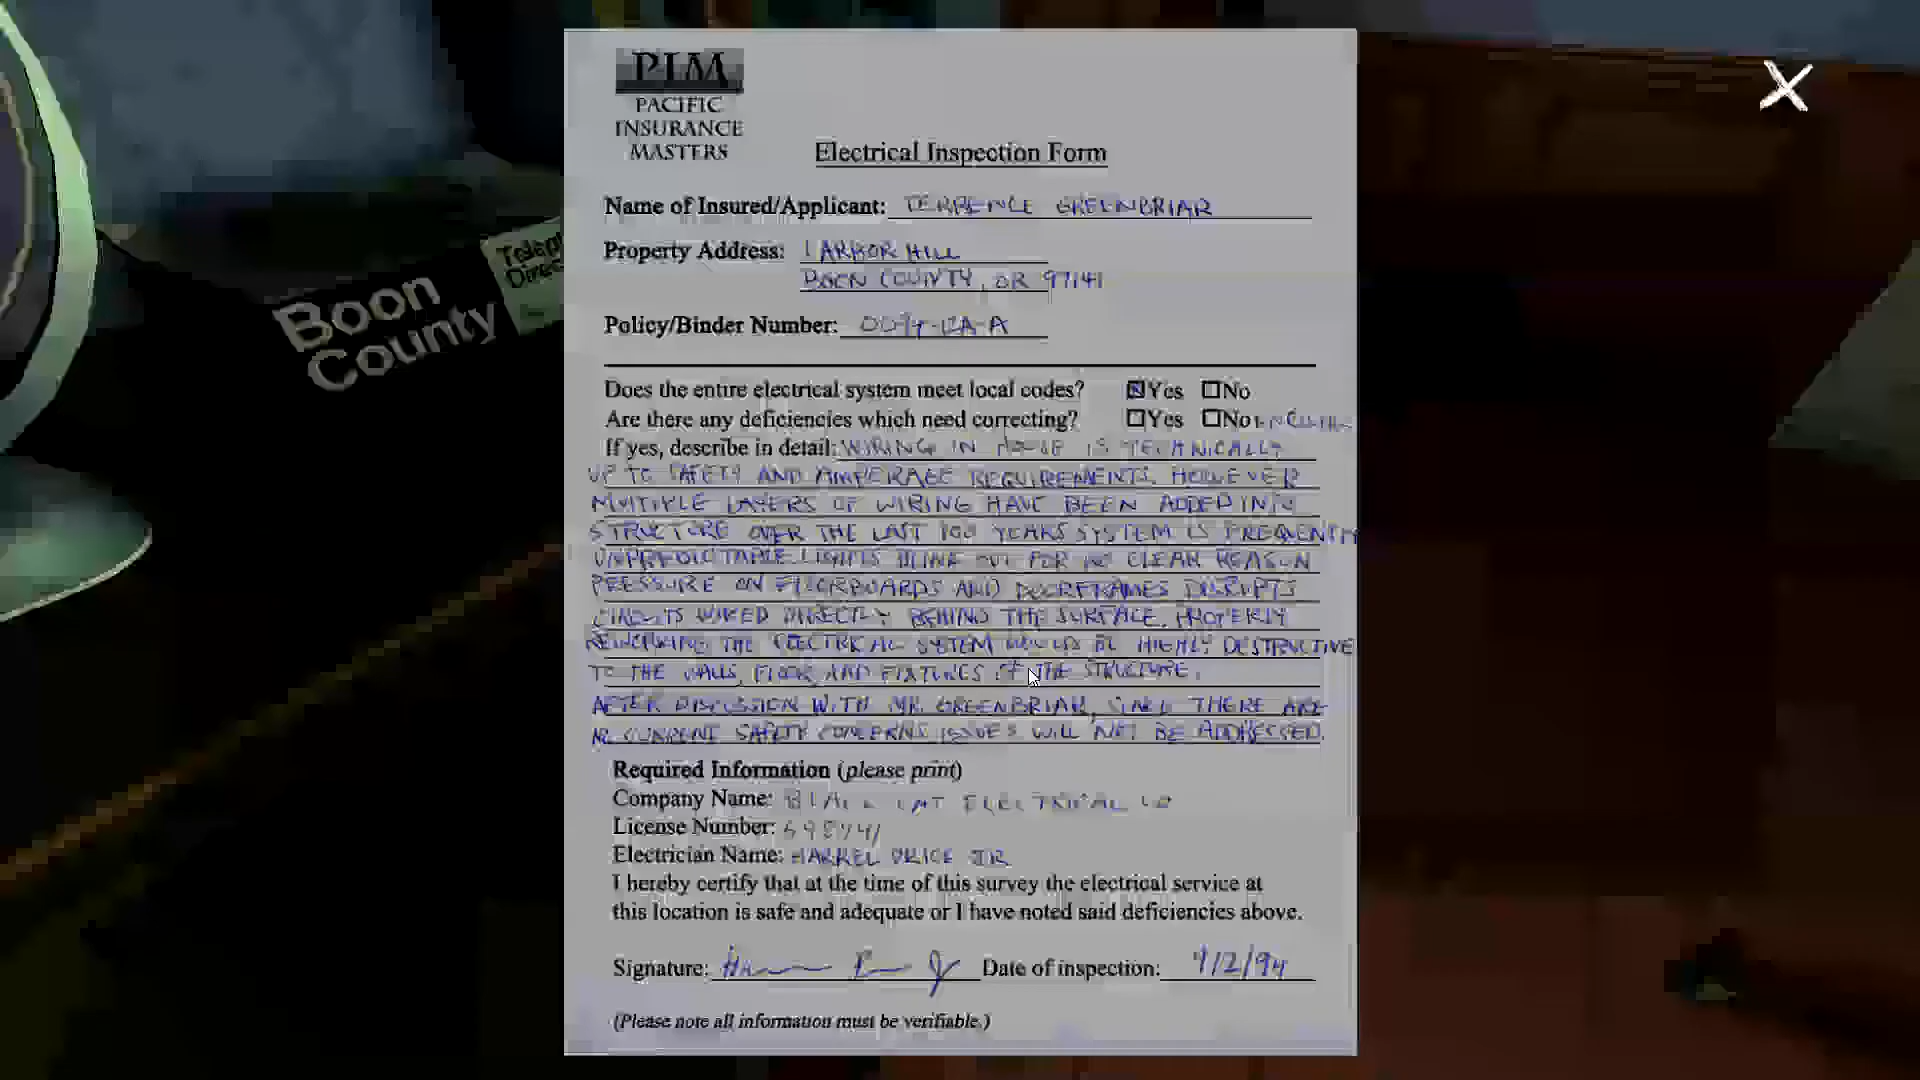 PIM
PACIFIC
INSURANCE
MASTERS
Electrical Inspection Form
Name of Insured/Applicant: TERRENCE GREENBRIAR
Property Address: 1 ARBOR HILL
BOON COUNTY, OR 97141
Policy/Binder Number:
Does the entire electrical system meet local codes? ☒Yes ☐No
Are there any deficiencies which need correcting? ☐Yes ☐No
If yes, describe in detail: WIRING IN HOUSE IS TECHNICALLY
UP TO SAFETY AND AMPERAGE REQUIREMENTS. HOWEVER
MULTIPLE LAYERS OF WIRING HAVE BEEN ADDED INTO
STRUCTURE OVER THE LAST 100 YEARS SYSTEM IS FREQUENTLY
UNPREDICTABLE LIGHTS BLINK OUT FOR NO CLEAR REASON
PRESSURE ON FLOORBOARDS AND DOORFRAMES DISRUPTS
CIRCUITS WIRED DIRECTLY BEHIND THE SURFACE. PROPERLY
REWORKING THE ELECTRICAL SYSTEM WOULD BE HIGHLY DESTRUCTIVE
TO THE WALLS, FLOOR AND FIXTURES OF THE STRUCTURE.
AFTER DISCUSSION WITH MR. GREENBRIAR, SINCE THERE ARE
NO CURRENT SAFETY CONCERNS ISSUES WILL NOT BE ADDRESSED.
Required Information (please print)
Company Name: BLACK CAT ELECTRICAL CO
License Number:
Electrician Name: HARREL PRICE JR
I hereby certify that at the time of this survey the electrical service at
this location is safe and adequate or I have noted said deficiencies above.
Signature: Date of inspection: 9/2/94
(Please note all information must be verifiable.)
Boon
County